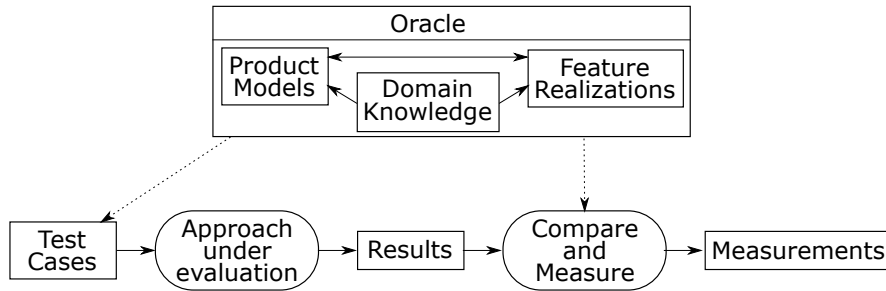 Oracle
Product
Models
Domain
Knowledge
Feature
Realizations
Test
Cases
Approach
under
evaluation
Results
Compare
and
Measure
Measurements